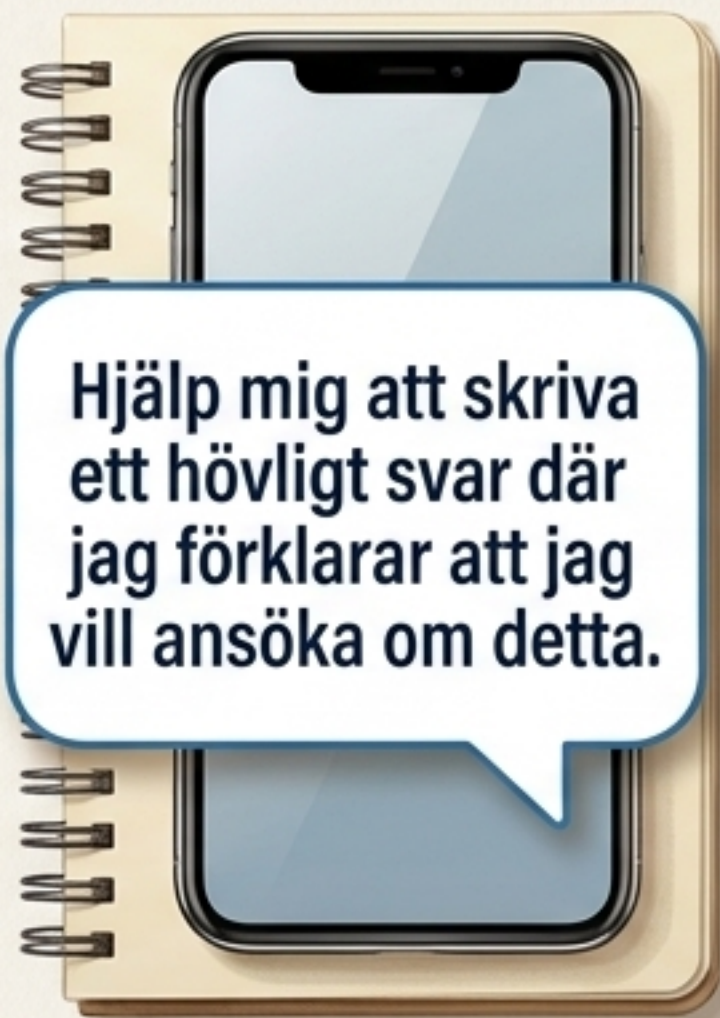 Hjälp mig att skriva
ett hövligt svar där
jag förklarar att jag
vill ansöka om detta.